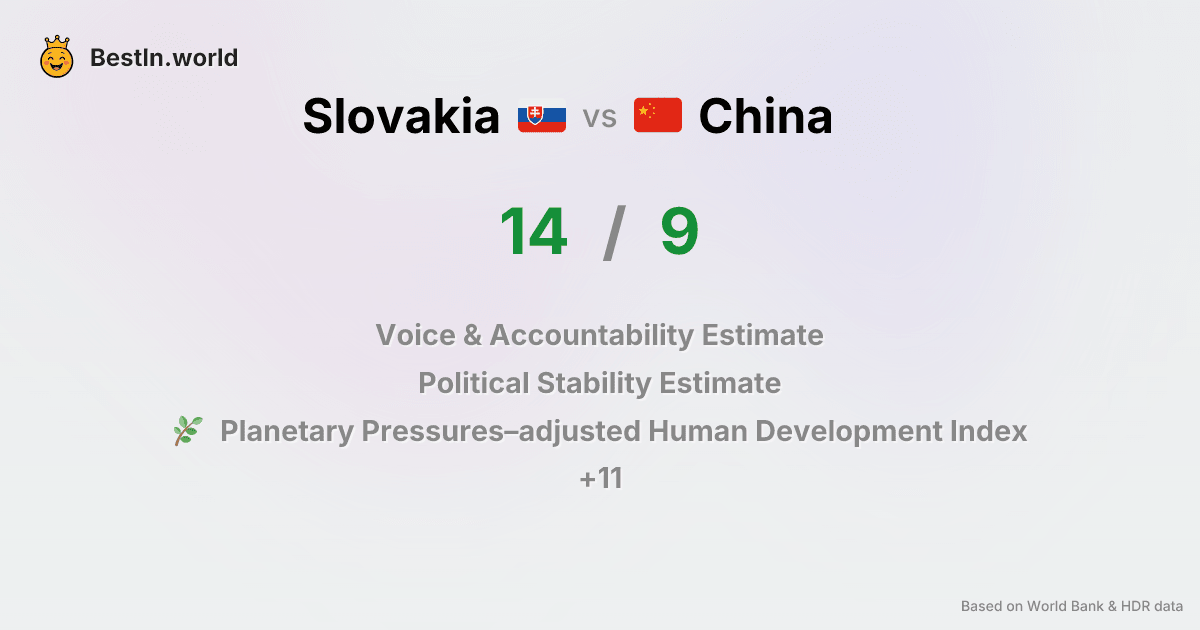 BestIn.world
Slovakia vs China
14 / 9
Voice & Accountability Estimate
Political Stability Estimate
Planetary Pressures–adjusted Human Development Index
+11
Based on World Bank & HDR data